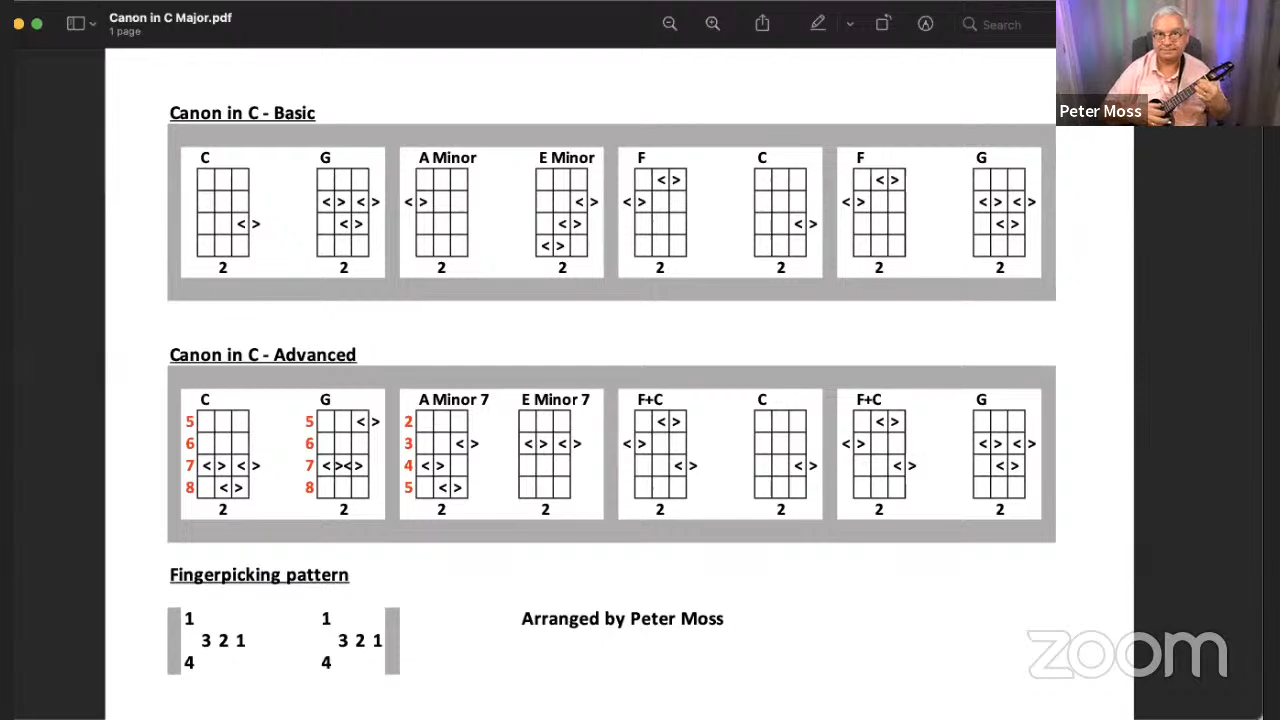 Canon in C Major.pdf
1 page
Search
Peter Moss
Canon in C - Basic
C G A Minor E Minor F C F G
<> <>
<> <> <> <> <> <> <> <> <>
<> <> <> <> <>
<>
2 2 2 2 2 2 2 2
Canon in C - Advanced
C G A Minor 7 E Minor 7 F+C C F+C G
5 5 <> 2 <> <>
6 6 3 <> <> <> <> <> <> <>
7 <> <> 7 <><> 4 <> <> <> <> <>
8 <> 8 5 <>
2 2 2 2 2 2 2 2
Fingerpicking pattern
1 1 Arranged by Peter Moss
3 2 1 3 2 1
4 4
zoom